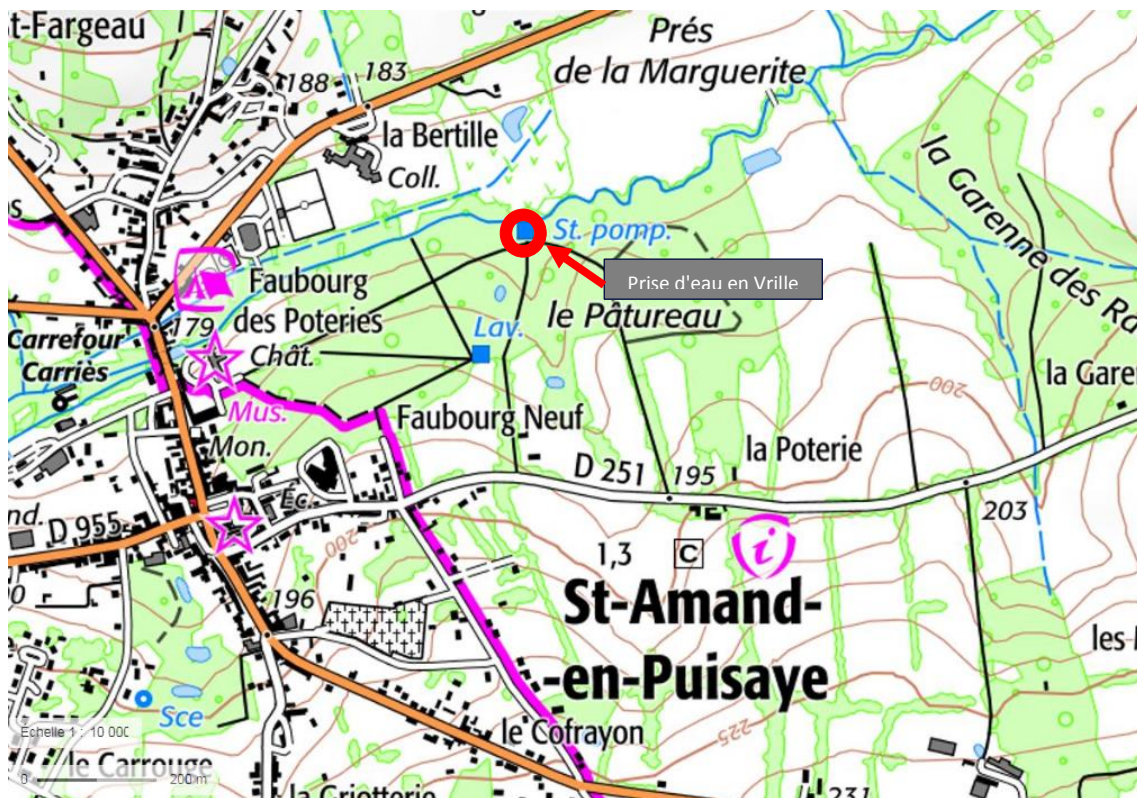 t-Fargeau
Prés
de la Marguerite
188
183
la Bertille
Coll.
la Garenne des Ra
St. pomp.
Prise d'eau en Vrille
Faubourg
des Poteries
179
Lav.
le Pâtureau
Carrefour
Carriès
Chât.
200
la Gare
Mus.
Mon.
Faubourg Neuf
D 251
195
la Poterie
203
nd.
D 955
Ec.
200
1,3
C
i
St-Amand-
-en-Puisaye
196
les
Sce
225
Echelle 1 : 10 000
le Cofrayon
le Carrouge
0
200 m
la Griotterie
231